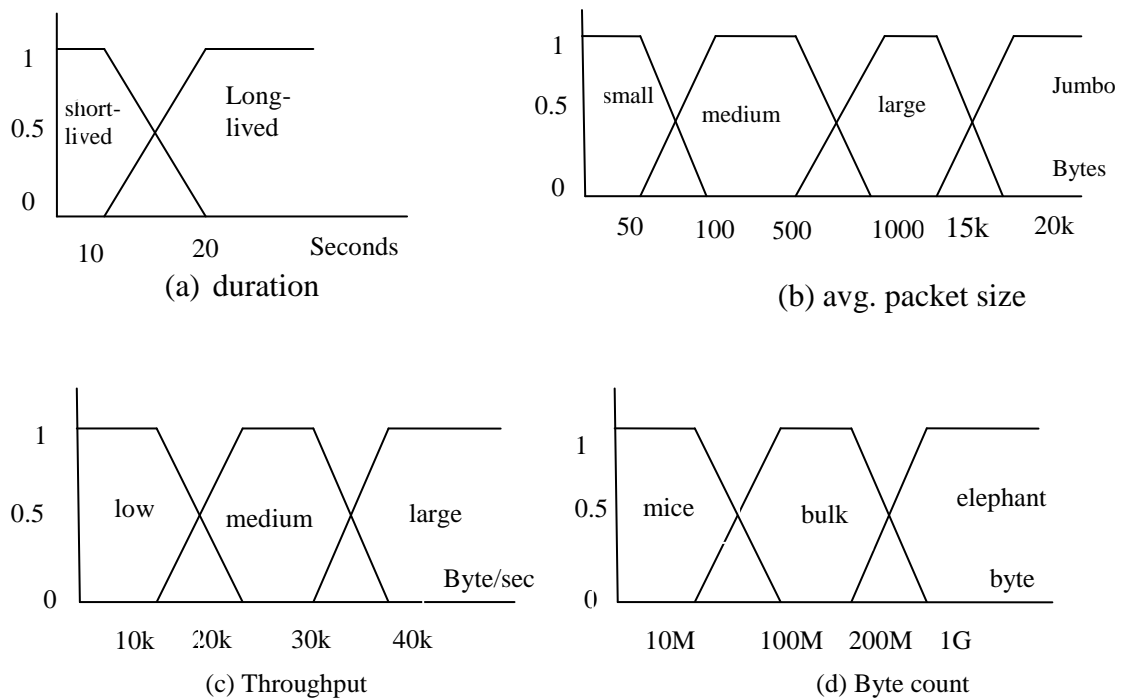 1
0.5
0
short-
lived
Long-
lived
10
20
Seconds
(a) duration
1
0.5
0
small
medium
large
Jumbo
Bytes
50
100
500
1000
15k
20k
(b) avg. packet size
1
0.5
0
low
medium
large
Byte/sec
10k
20k
30k
40k
(c) Throughput
1
0.5
0
mice
bulk
elephant
byte
10M
100M
200M
1G
(d) Byte count